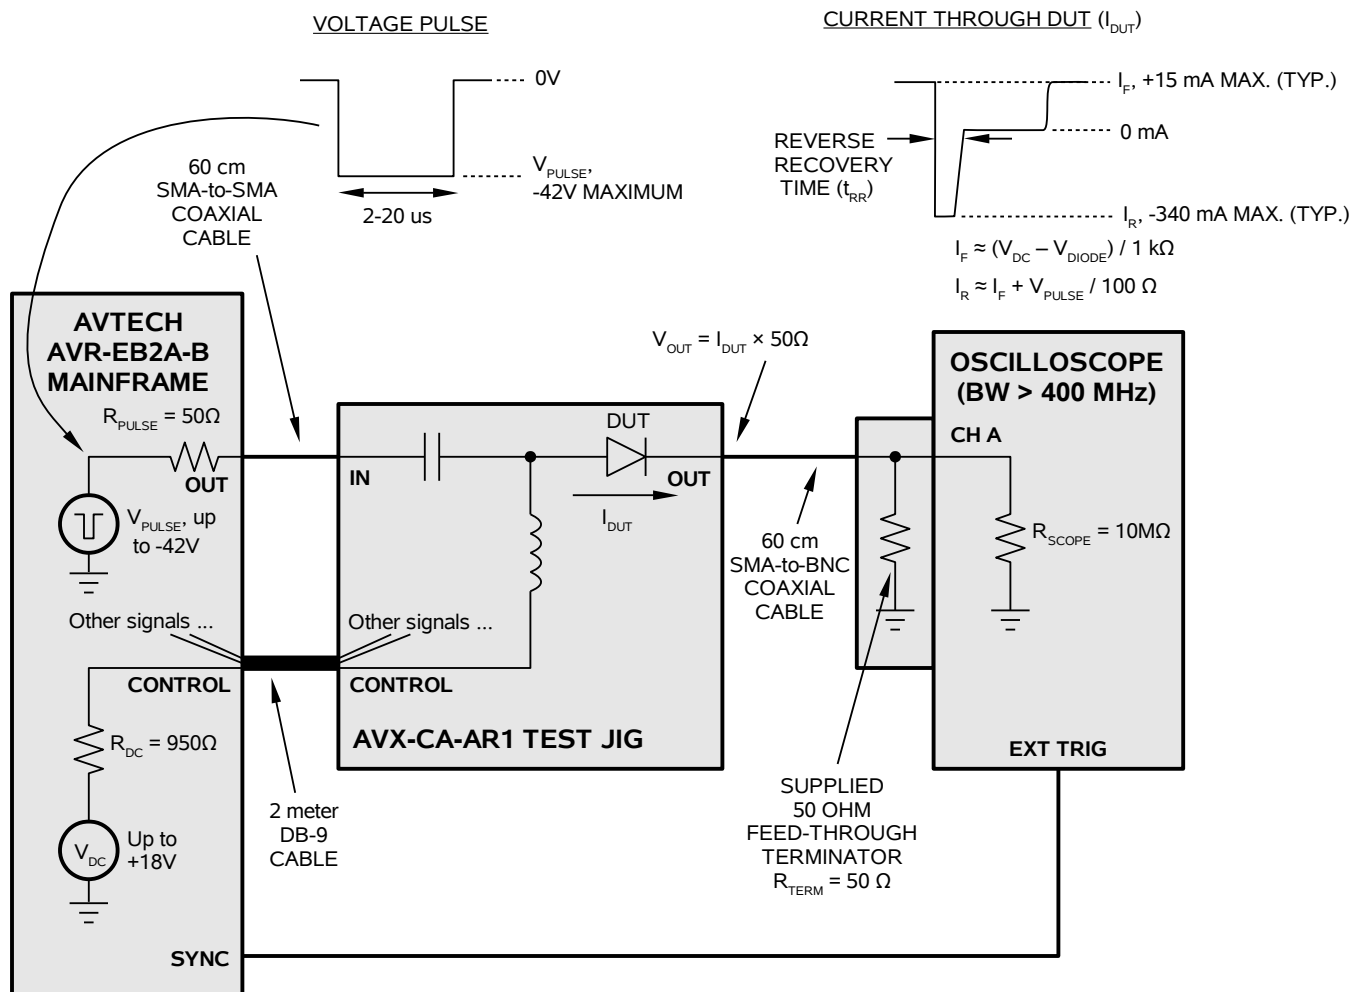 VOLTAGE PULSE
0V
V_PULSE,
-42V MAXIMUM
2-20 us
CURRENT THROUGH DUT (I_DUT)
I_F, +15 mA MAX. (TYP.)
0 mA
REVERSE
RECOVERY
TIME (t_RR)
I_R, -340 mA MAX. (TYP.)
I_F ≈ (V_DC – V_DIODE) / 1 kΩ
I_R ≈ I_F + V_PULSE / 100 Ω
60 cm
SMA-to-SMA
COAXIAL
CABLE
AVTECH
AVR-EB2A-B
MAINFRAME
R_PULSE = 50Ω
OUT
V_PULSE, up
to -42V
Other signals ...
CONTROL
R_DC = 950Ω
V_DC
Up to
+18V
SYNC
2 meter
DB-9
CABLE
IN
DUT
OUT
I_DUT
Other signals ...
CONTROL
AVX-CA-AR1 TEST JIG
V_OUT = I_DUT × 50Ω
60 cm
SMA-to-BNC
COAXIAL
CABLE
SUPPLIED
50 OHM
FEED-THROUGH
TERMINATOR
R_TERM = 50 Ω
OSCILLOSCOPE
(BW > 400 MHz)
CH A
R_SCOPE = 10MΩ
EXT TRIG